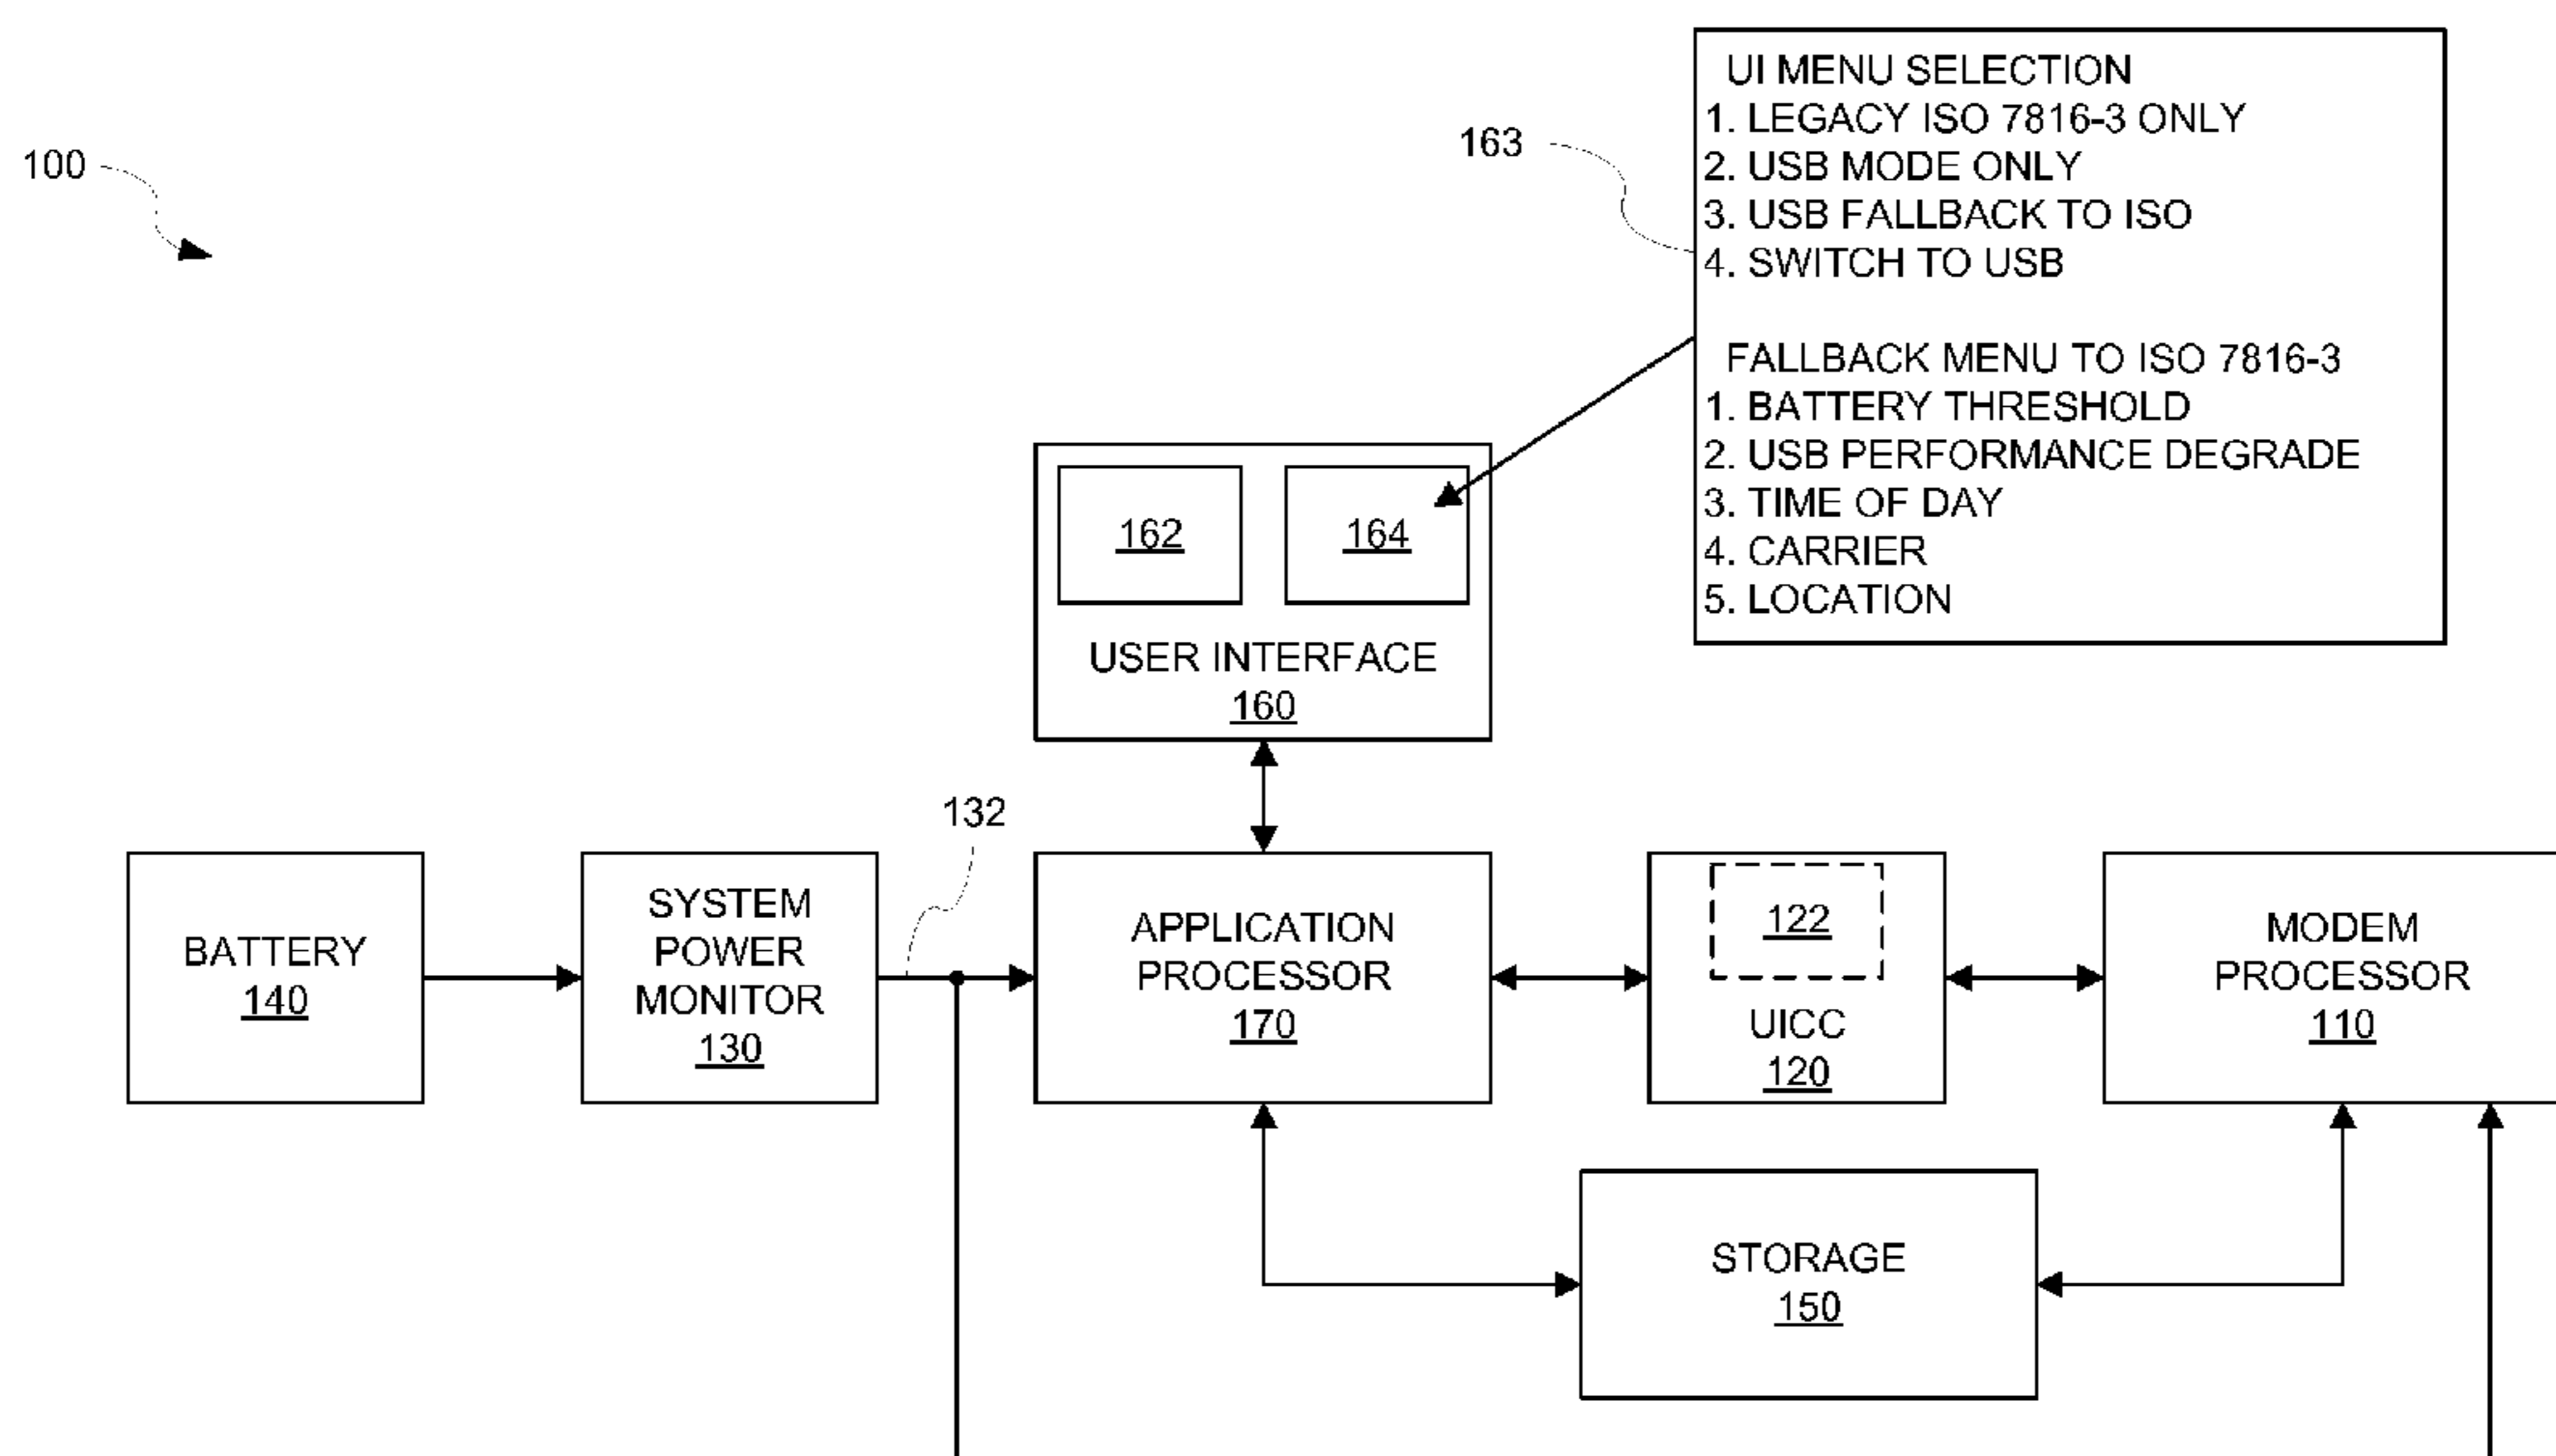 UI MENU SELECTION
1. LEGACY ISO 7816-3 ONLY
2. USB MODE ONLY
3. USB FALLBACK TO ISO
4. SWITCH TO USB
FALLBACK MENU TO ISO 7816-3
1. BATTERY THRESHOLD
2. USB PERFORMANCE DEGRADE
3. TIME OF DAY
4. CARRIER
5. LOCATION
163
100
162
164
USER INTERFACE
160
132
BATTERY
140
SYSTEM
POWER
MONITOR
130
APPLICATION
PROCESSOR
170
122
UICC
120
MODEM
PROCESSOR
110
STORAGE
150